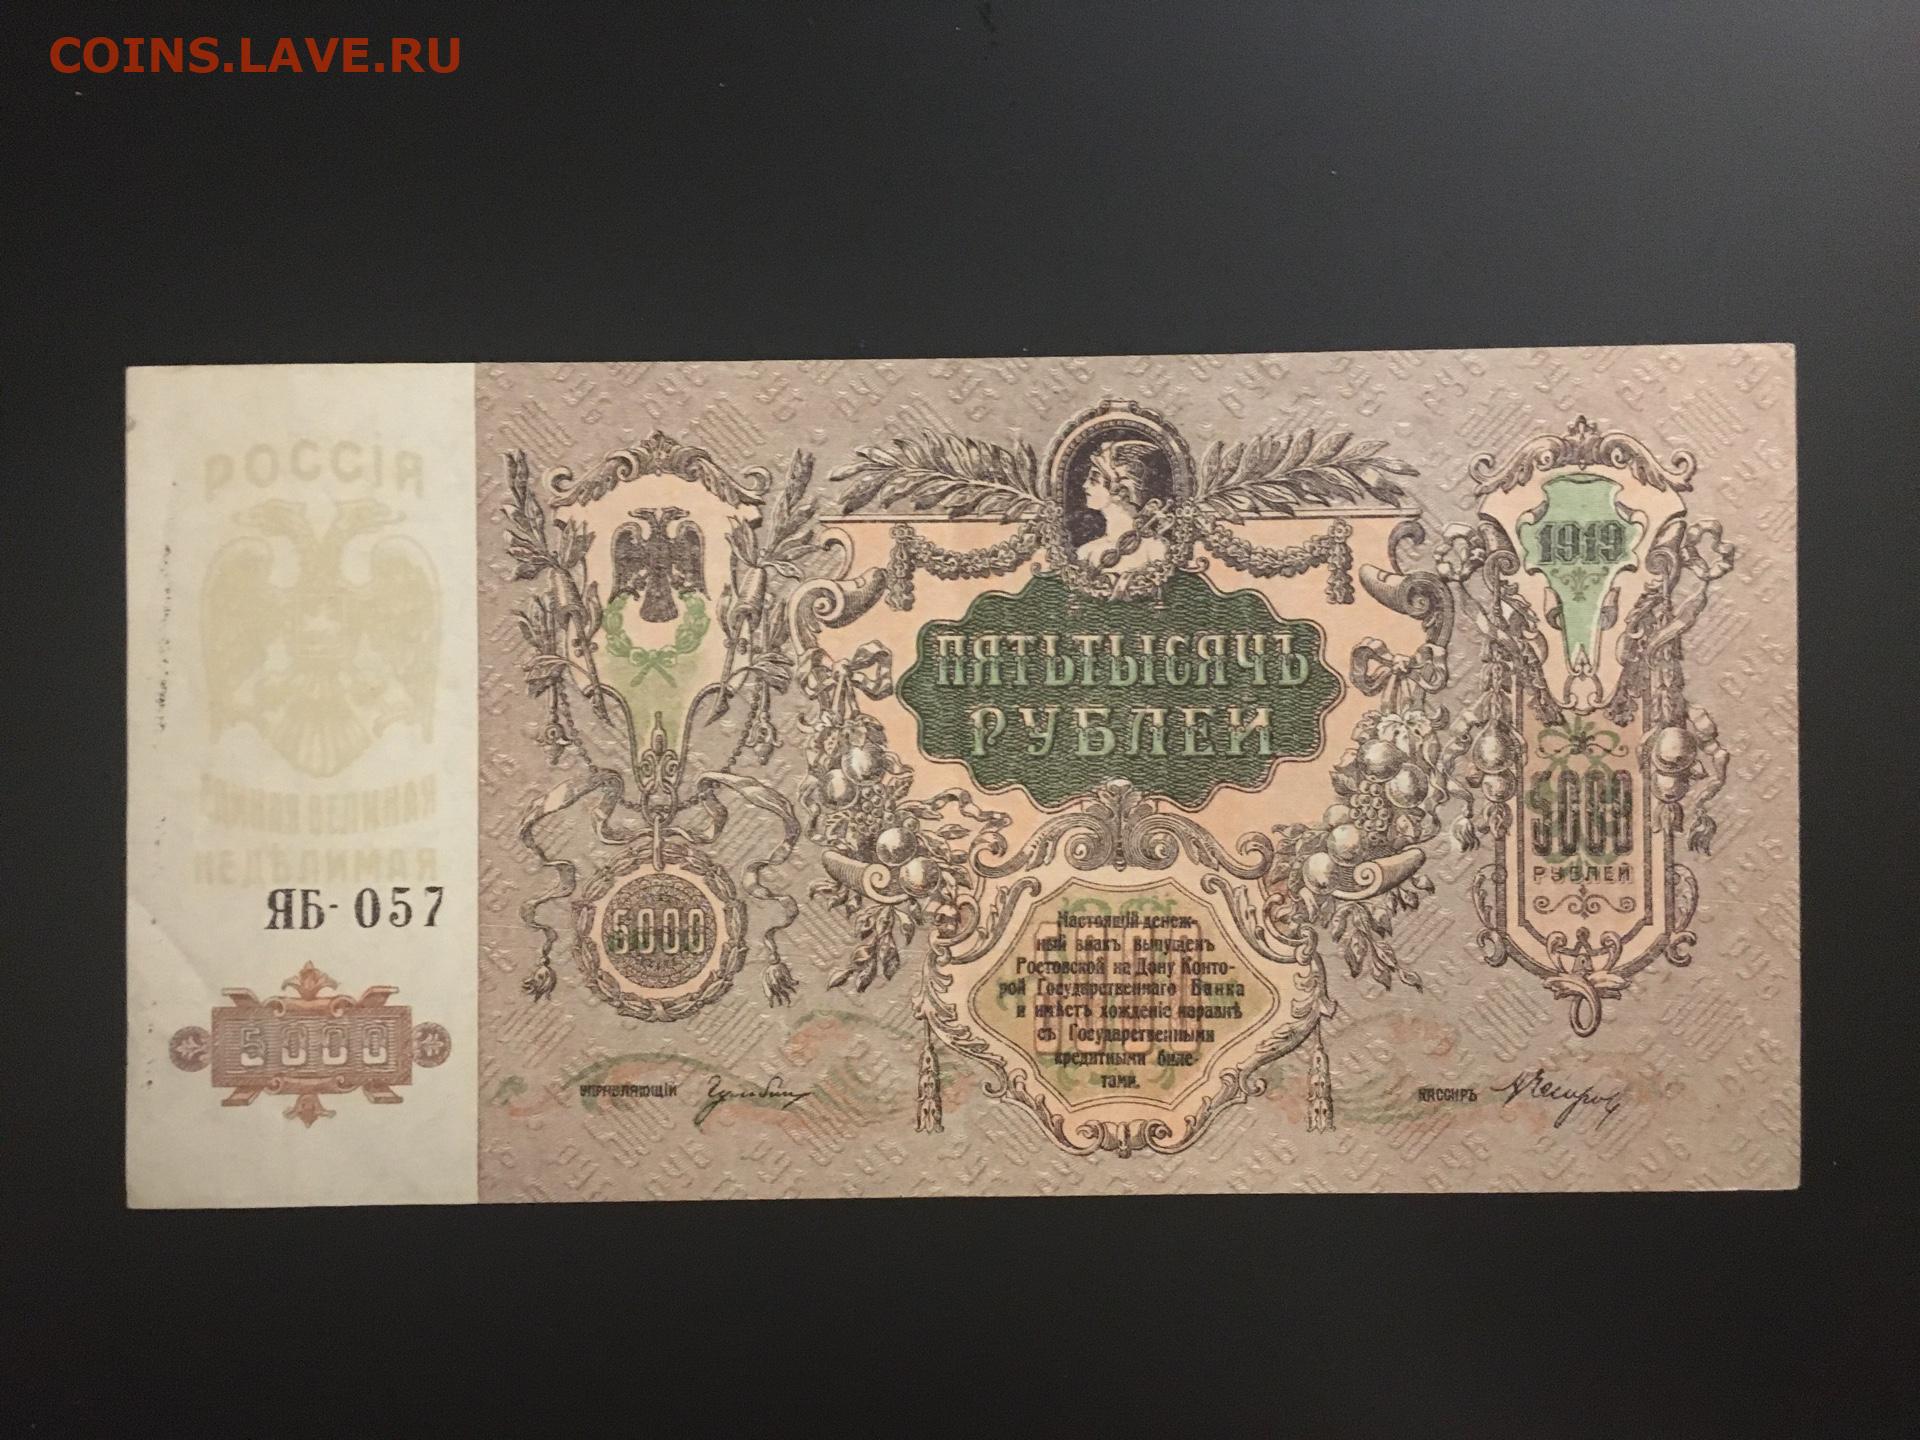 COINS.LAVE.RU
РОССІЯ
ЕДИНАЯ ВЕЛИКАЯ
НЕДѢЛИМАЯ
ЯБ-057
5000
5000
ПЯТЬ ТЫСЯЧЪ
РУБЛЕЙ
Настоящій денеж-
ный знакъ выпущенъ
Ростовской на Дону Конто-
рой Государственнаго Банка
и имѣетъ хожденіе наравнѣ
съ Государственными
кредитными биле-
тами.
УПРАВЛЯЮЩІЙ
КАССИРЪ
1919
5000
РУБЛЕЙ